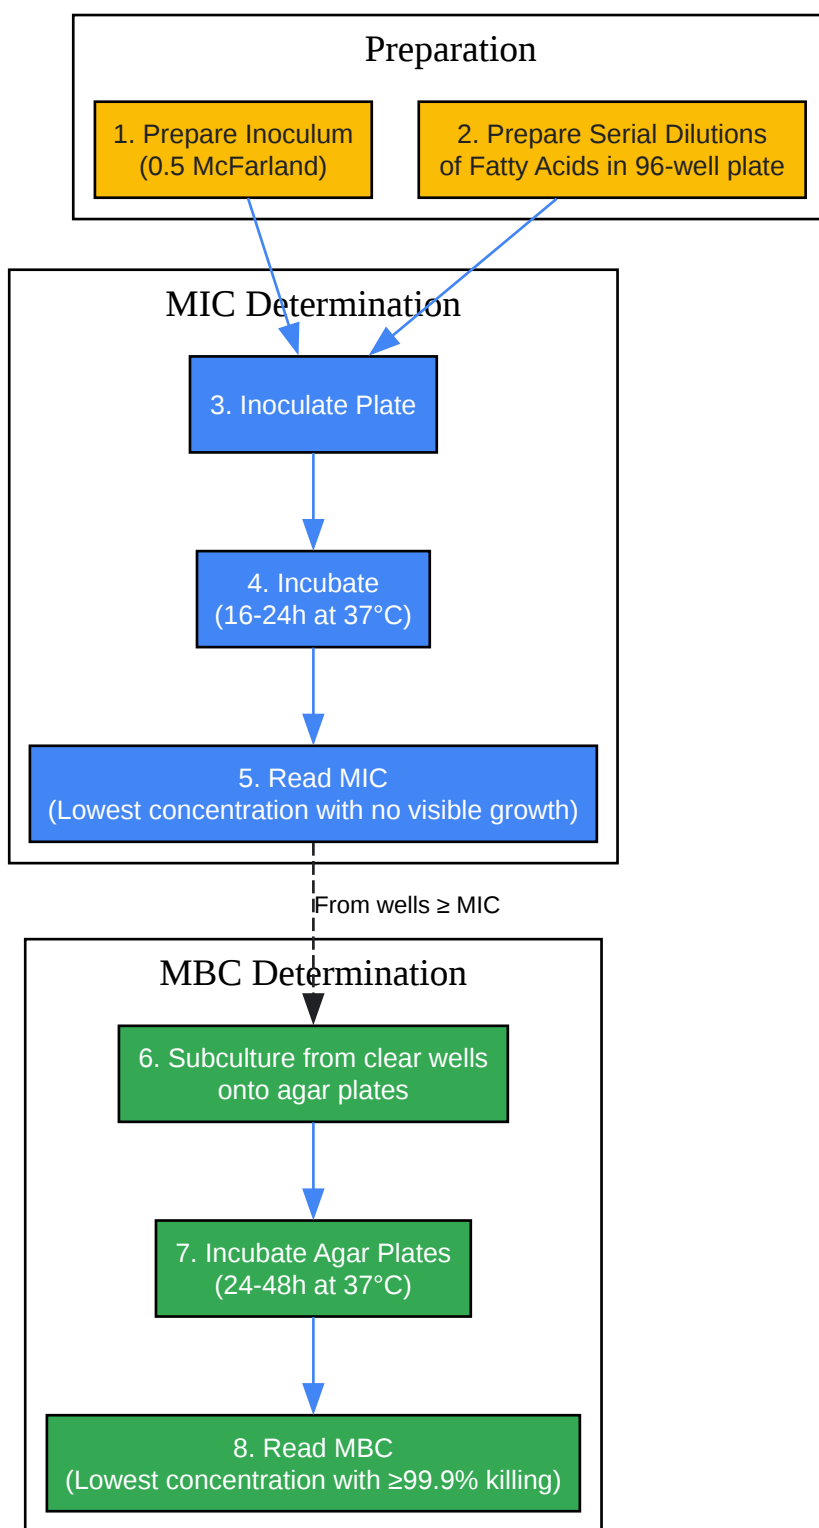 Preparation
1. Prepare Inoculum
(0.5 McFarland)
2. Prepare Serial Dilutions
of Fatty Acids in 96-well plate
MIC Determination
3. Inoculate Plate
4. Incubate
(16-24h at 37°C)
5. Read MIC
(Lowest concentration with no visible growth)
From wells ≥ MIC
MBC Determination
6. Subculture from clear wells
onto agar plates
7. Incubate Agar Plates
(24-48h at 37°C)
8. Read MBC
(Lowest concentration with ≥99.9% killing)